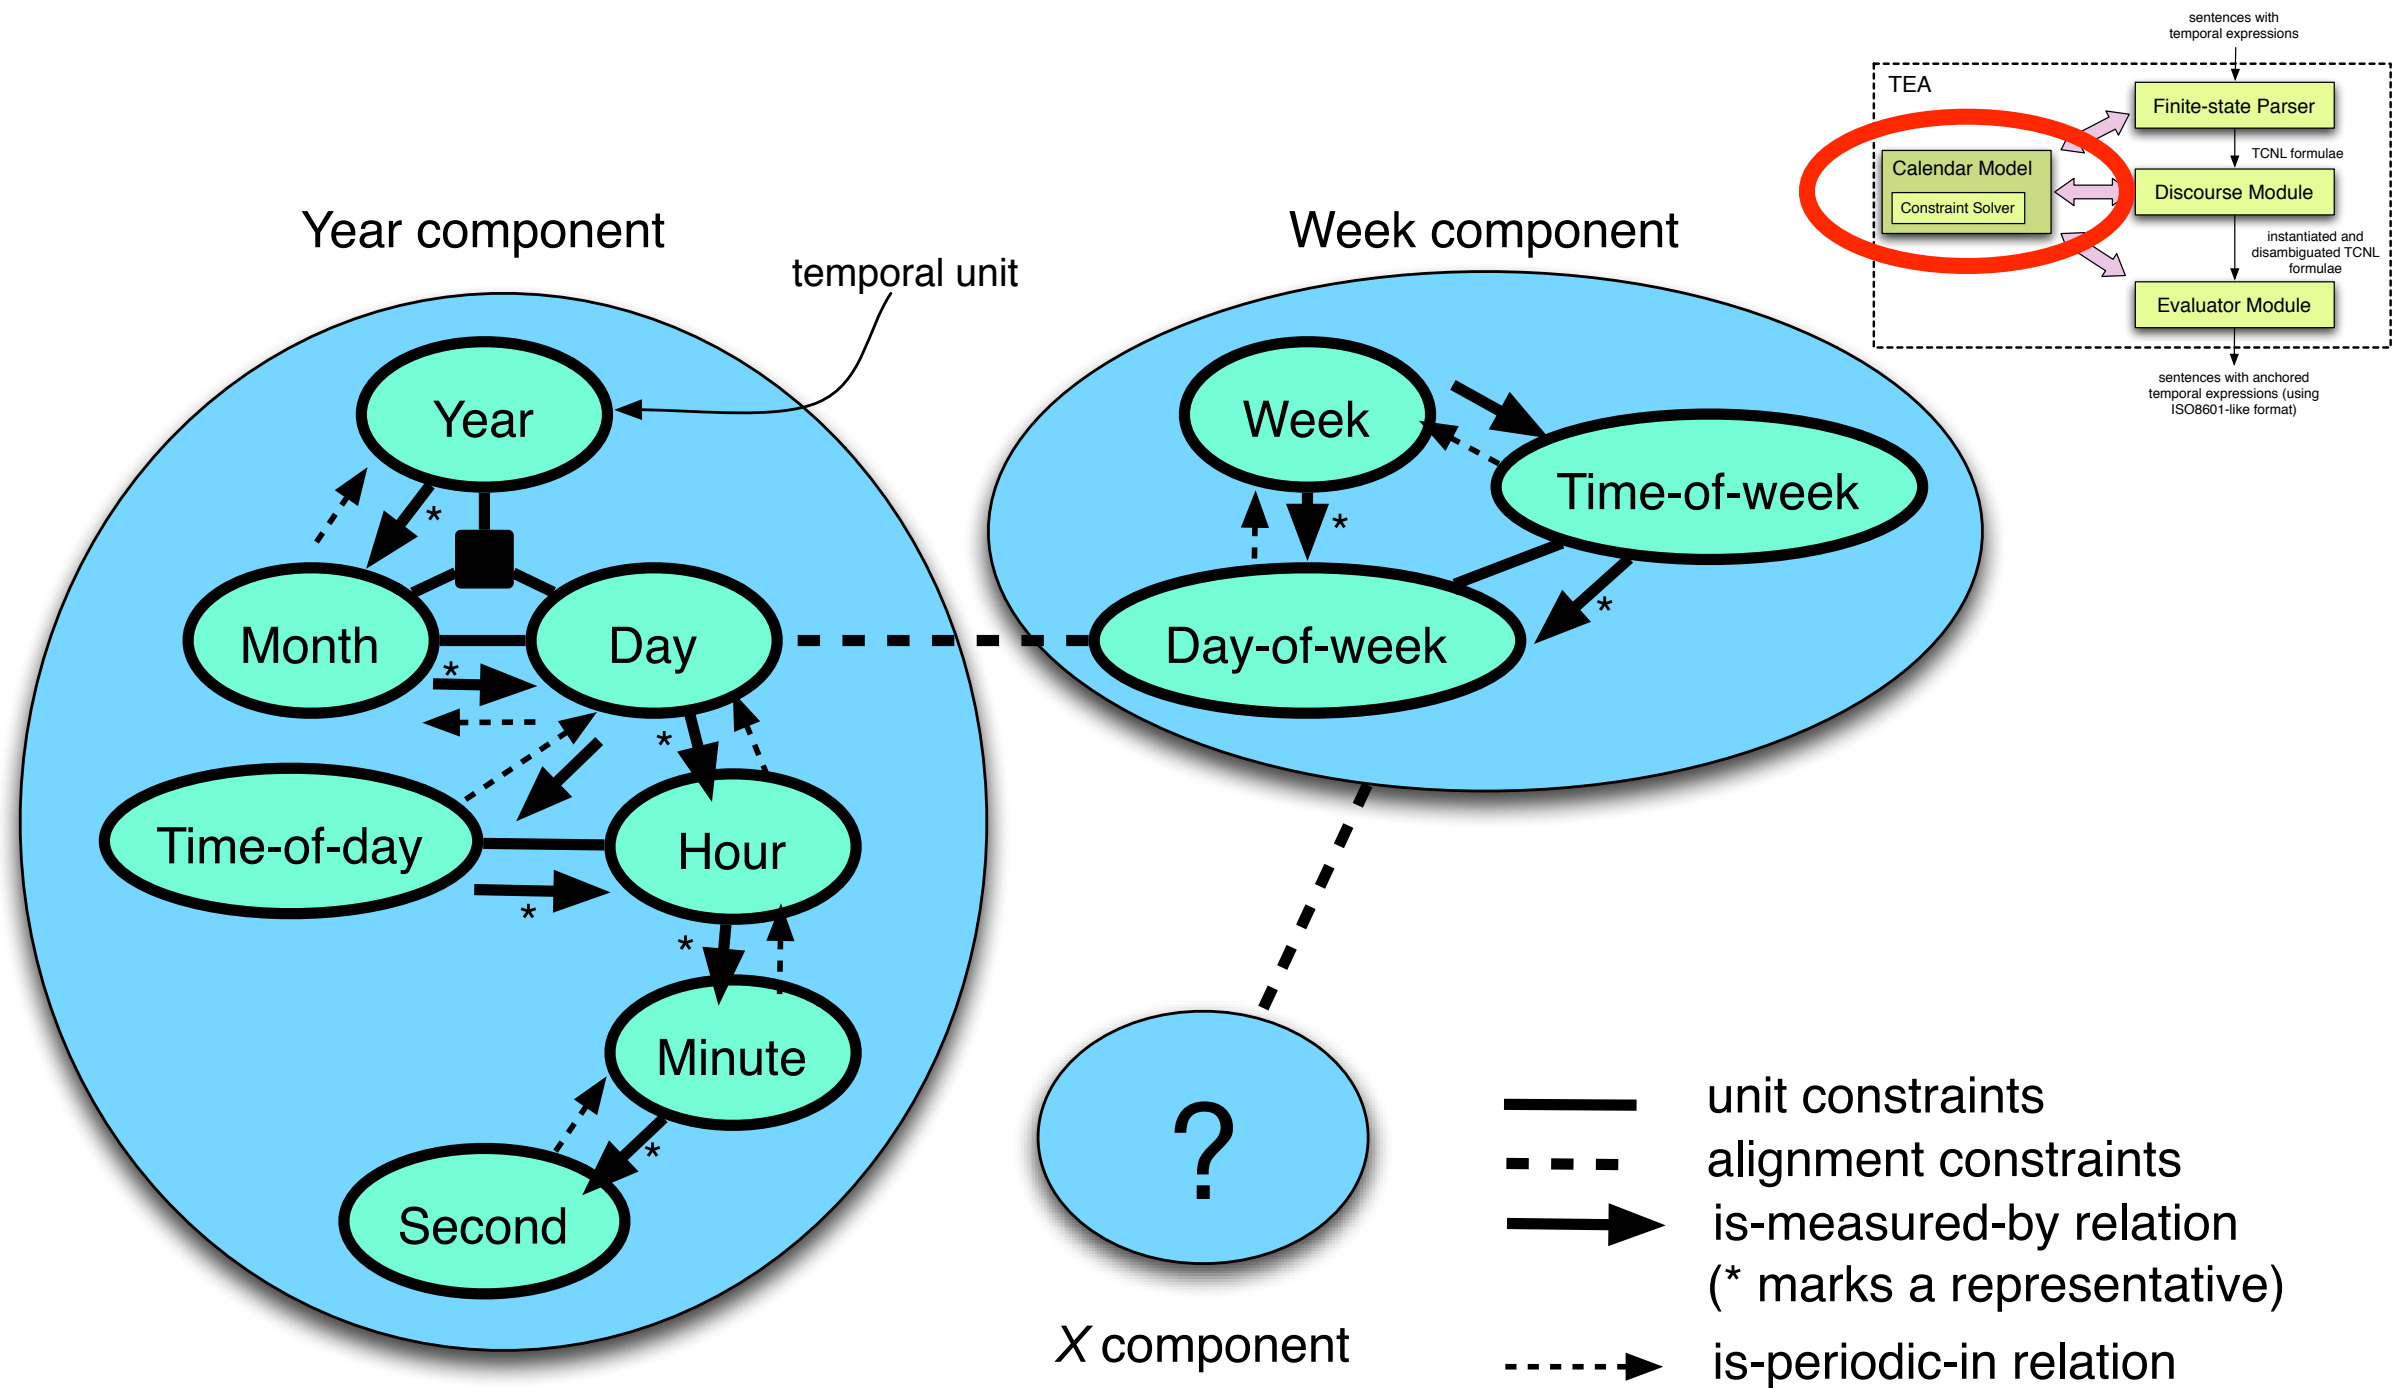 sentences with
temporal expressions
TEA
Finite-state Parser
TCNL formulae
Calendar Model
Constraint Solver
Discourse Module
instantiated and
disambiguated TCNL
formulae
Evaluator Module
sentences with anchored
temporal expressions (using
ISO8601-like format)
Year component
temporal unit
Year
*
Month
Day
*
*
Time-of-day
Hour
*
*
Minute
*
Second
Week component
Week
Time-of-week
*
Day-of-week
*
?
X component
unit constraints
alignment constraints
is-measured-by relation
(* marks a representative)
is-periodic-in relation